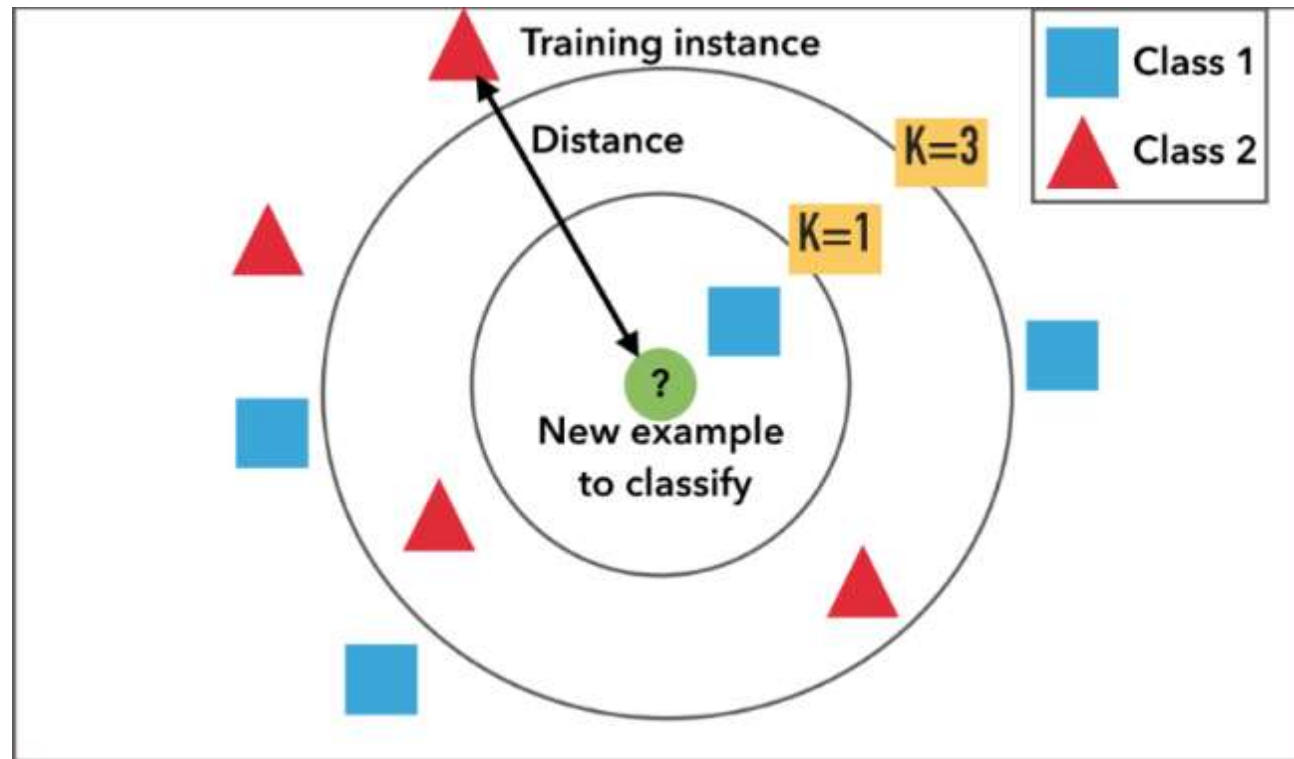 Training instance
Class 1
Distance
K=3
Class 2
K=1
?
New example
to classify